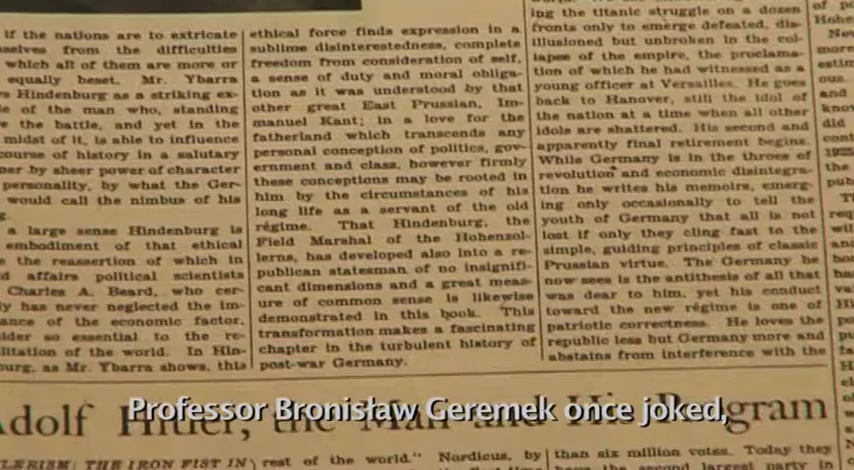 if the nations are to extricate
selves from the difficulties
which all of them are more or
equally beset. Mr. Ybarra
Hindenburg as a striking ex-
of the man who, standing
the battle, and yet in the
midst of it, is able to influence
course of history in a salutary
by sheer power of character
personality, by what the Ger-
would call the nimbus of his
a large sense Hindenburg is
embodiment of that ethical
the reassertion of which in
affairs political scientists
Charles A. Beard, who cer-
has never neglected the im-
ance of the economic factor,
ider so essential to the re-
litation of the world. In Hin-
burg, as Mr. Ybarra shows, this
ethical force finds expression in a
sublime disinterestedness, complete
freedom from consideration of self,
a sense of duty and moral obliga-
tion as it was understood by that
other great East Prussian, Im-
manuel Kant; in a love for the
fatherland which transcends any
personal conception of politics, gov-
ernment and class, however firmly
these conceptions may be rooted in
him by the circumstances of his
long life as a servant of the old
régime. That Hindenburg, the
Field Marshal of the Hohenzol-
lerns, has developed also into a re-
publican statesman of no insignifi-
cant dimensions and a great meas-
ure of common sense is likewise
demonstrated in this book. This
transformation makes a fascinating
chapter in the turbulent history of
post-war Germany.
ing the titanic struggle on a dozen
fronts only to emerge defeated, dis-
illusioned but unbroken in the col-
lapse of the empire, the proclama-
tion of which he had witnessed as a
young officer at Versailles. He goes
back to Hanover, still the idol of
the nation at a time when all other
idols are shattered. His second and
apparently final retirement begins.
While Germany is in the throes of
revolution and economic disintegra-
tion he writes his memoirs, emerg-
ing only occasionally to tell the
youth of Germany that all is not
lost if only they cling fast to the
simple, guiding principles of classic
Prussian virtue. The Germany he
now sees is the antithesis of all that
was dear to him, yet his conduct
toward the new régime is one of
patriotic correctness. He loves the
republic less but Germany more and
abstains from interference with the
Adolf Hitler, the Man and His Program
Professor Bronisław Geremek once joked,
LERISM: THE IRON FIST IN
rest of the world." Nordicus, by
than six million votes. Today they